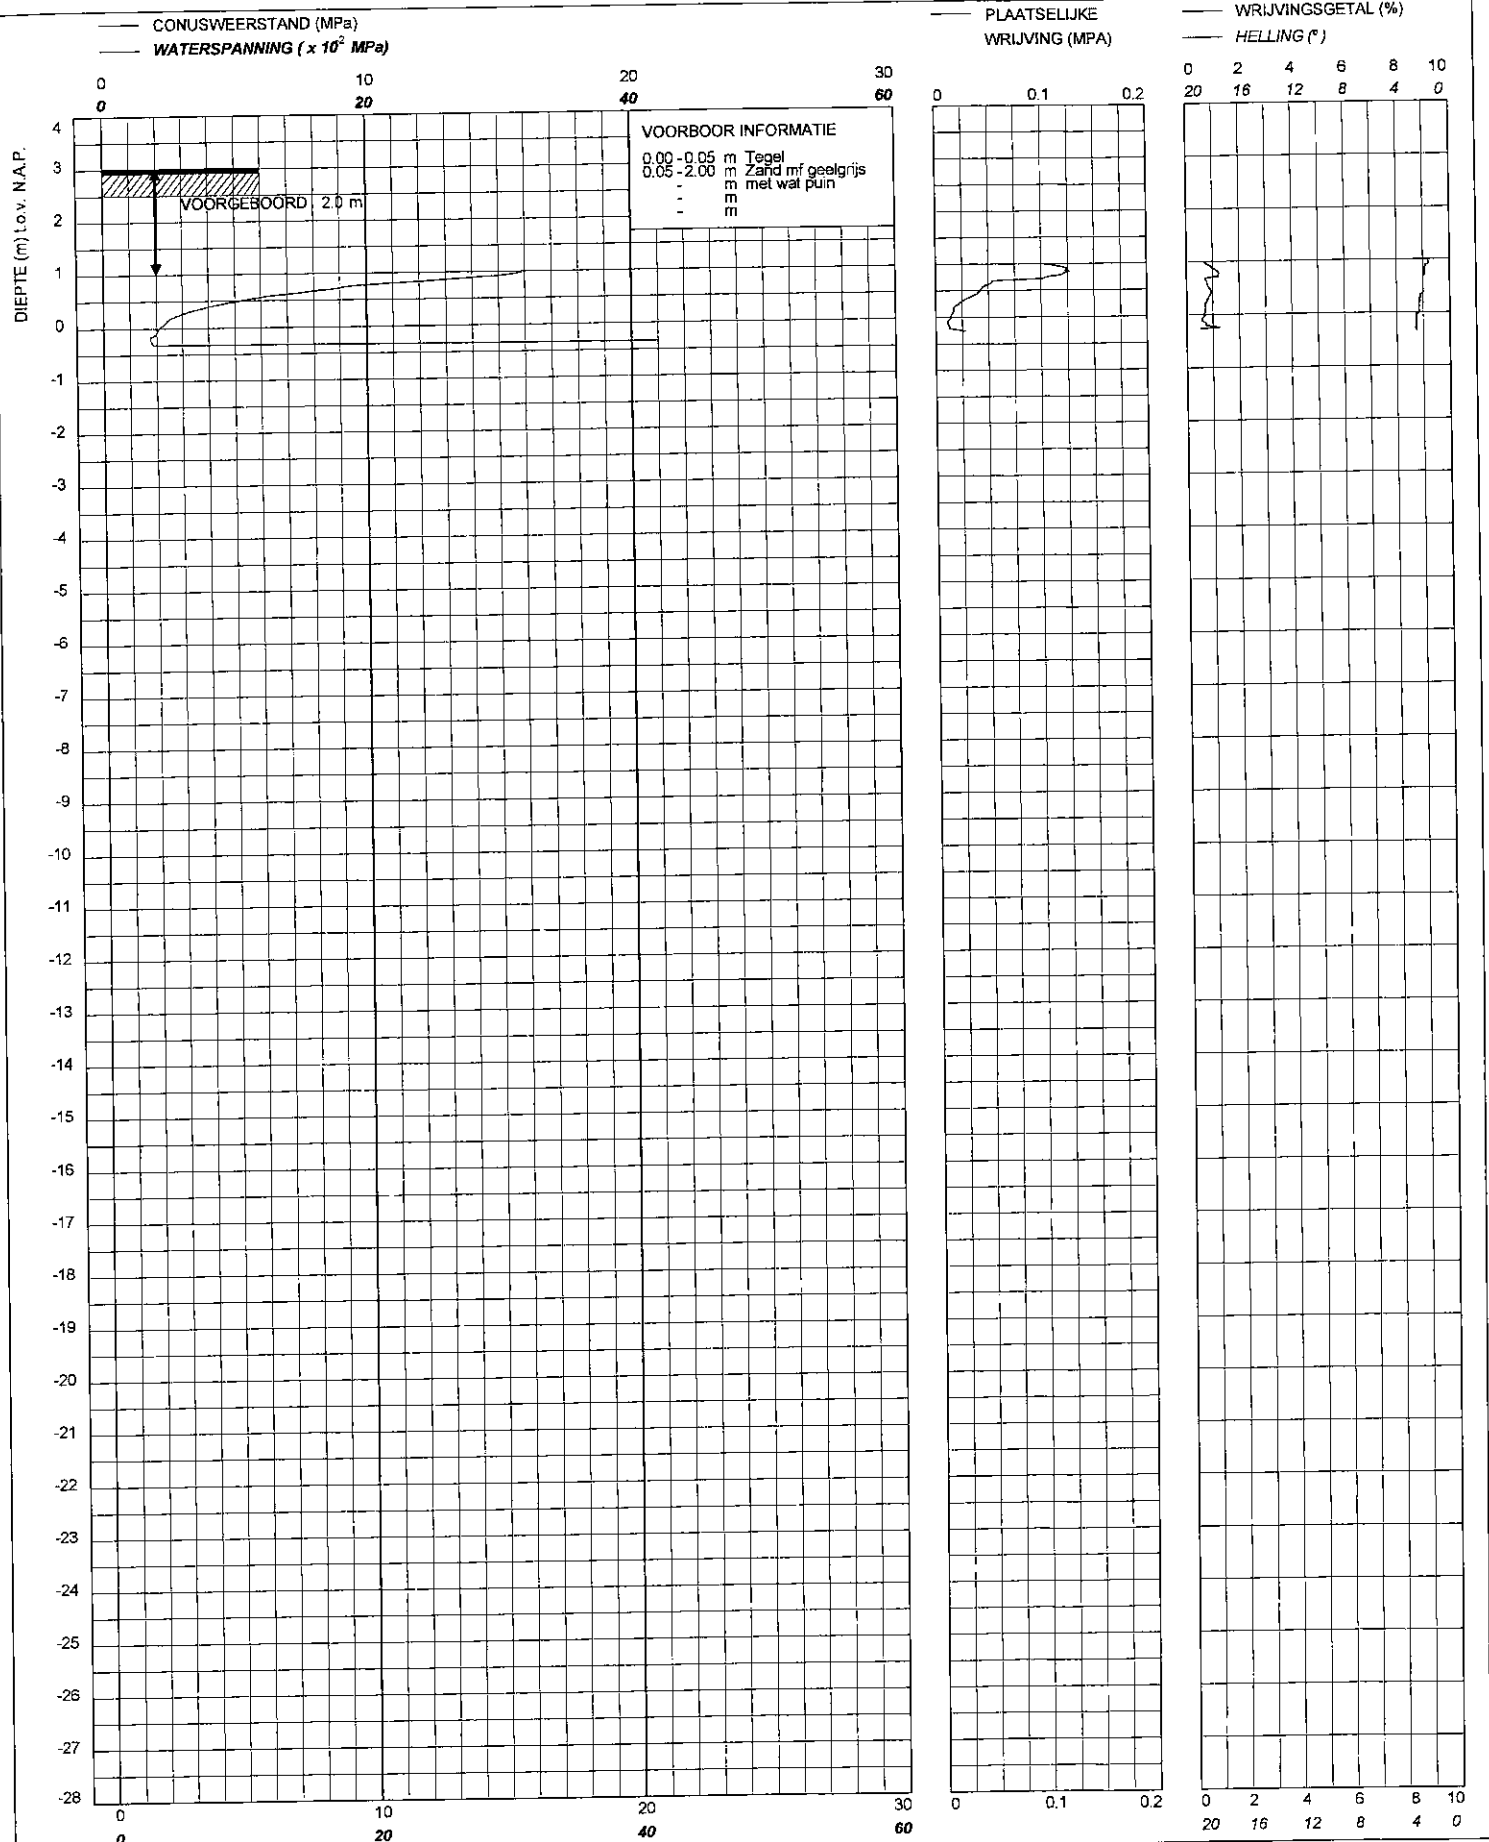 CONUSWEERSTAND (MPa)
WATERSPANNING ( x 10² MPa)
PLAATSELIJKE
WRIJVING (MPA)
WRIJVINGSGETAL (%)
HELLING (º)
0 10 20 30
0 20 40 60
0 0.1 0.2
0 2 4 6 8 10
20 16 12 8 4 0
DIEPTE (m) t.o.v. N.A.P.
VOORBOOR INFORMATIE
0.00 - 0.05 m Tegel
0.05 - 2.00 m Zand mf geelgrijs
- m met wat puin
- m
- m
VOORGEBOORD : 2.0 m
4
3
2
1
0
-1
-2
-3
-4
-5
-6
-7
-8
-9
-10
-11
-12
-13
-14
-15
-16
-17
-18
-19
-20
-21
-22
-23
-24
-25
-26
-27
-28
0 10 20 30
0 20 40 60
0 0.1 0.2
0 2 4 6 8 10
20 16 12 8 4 0